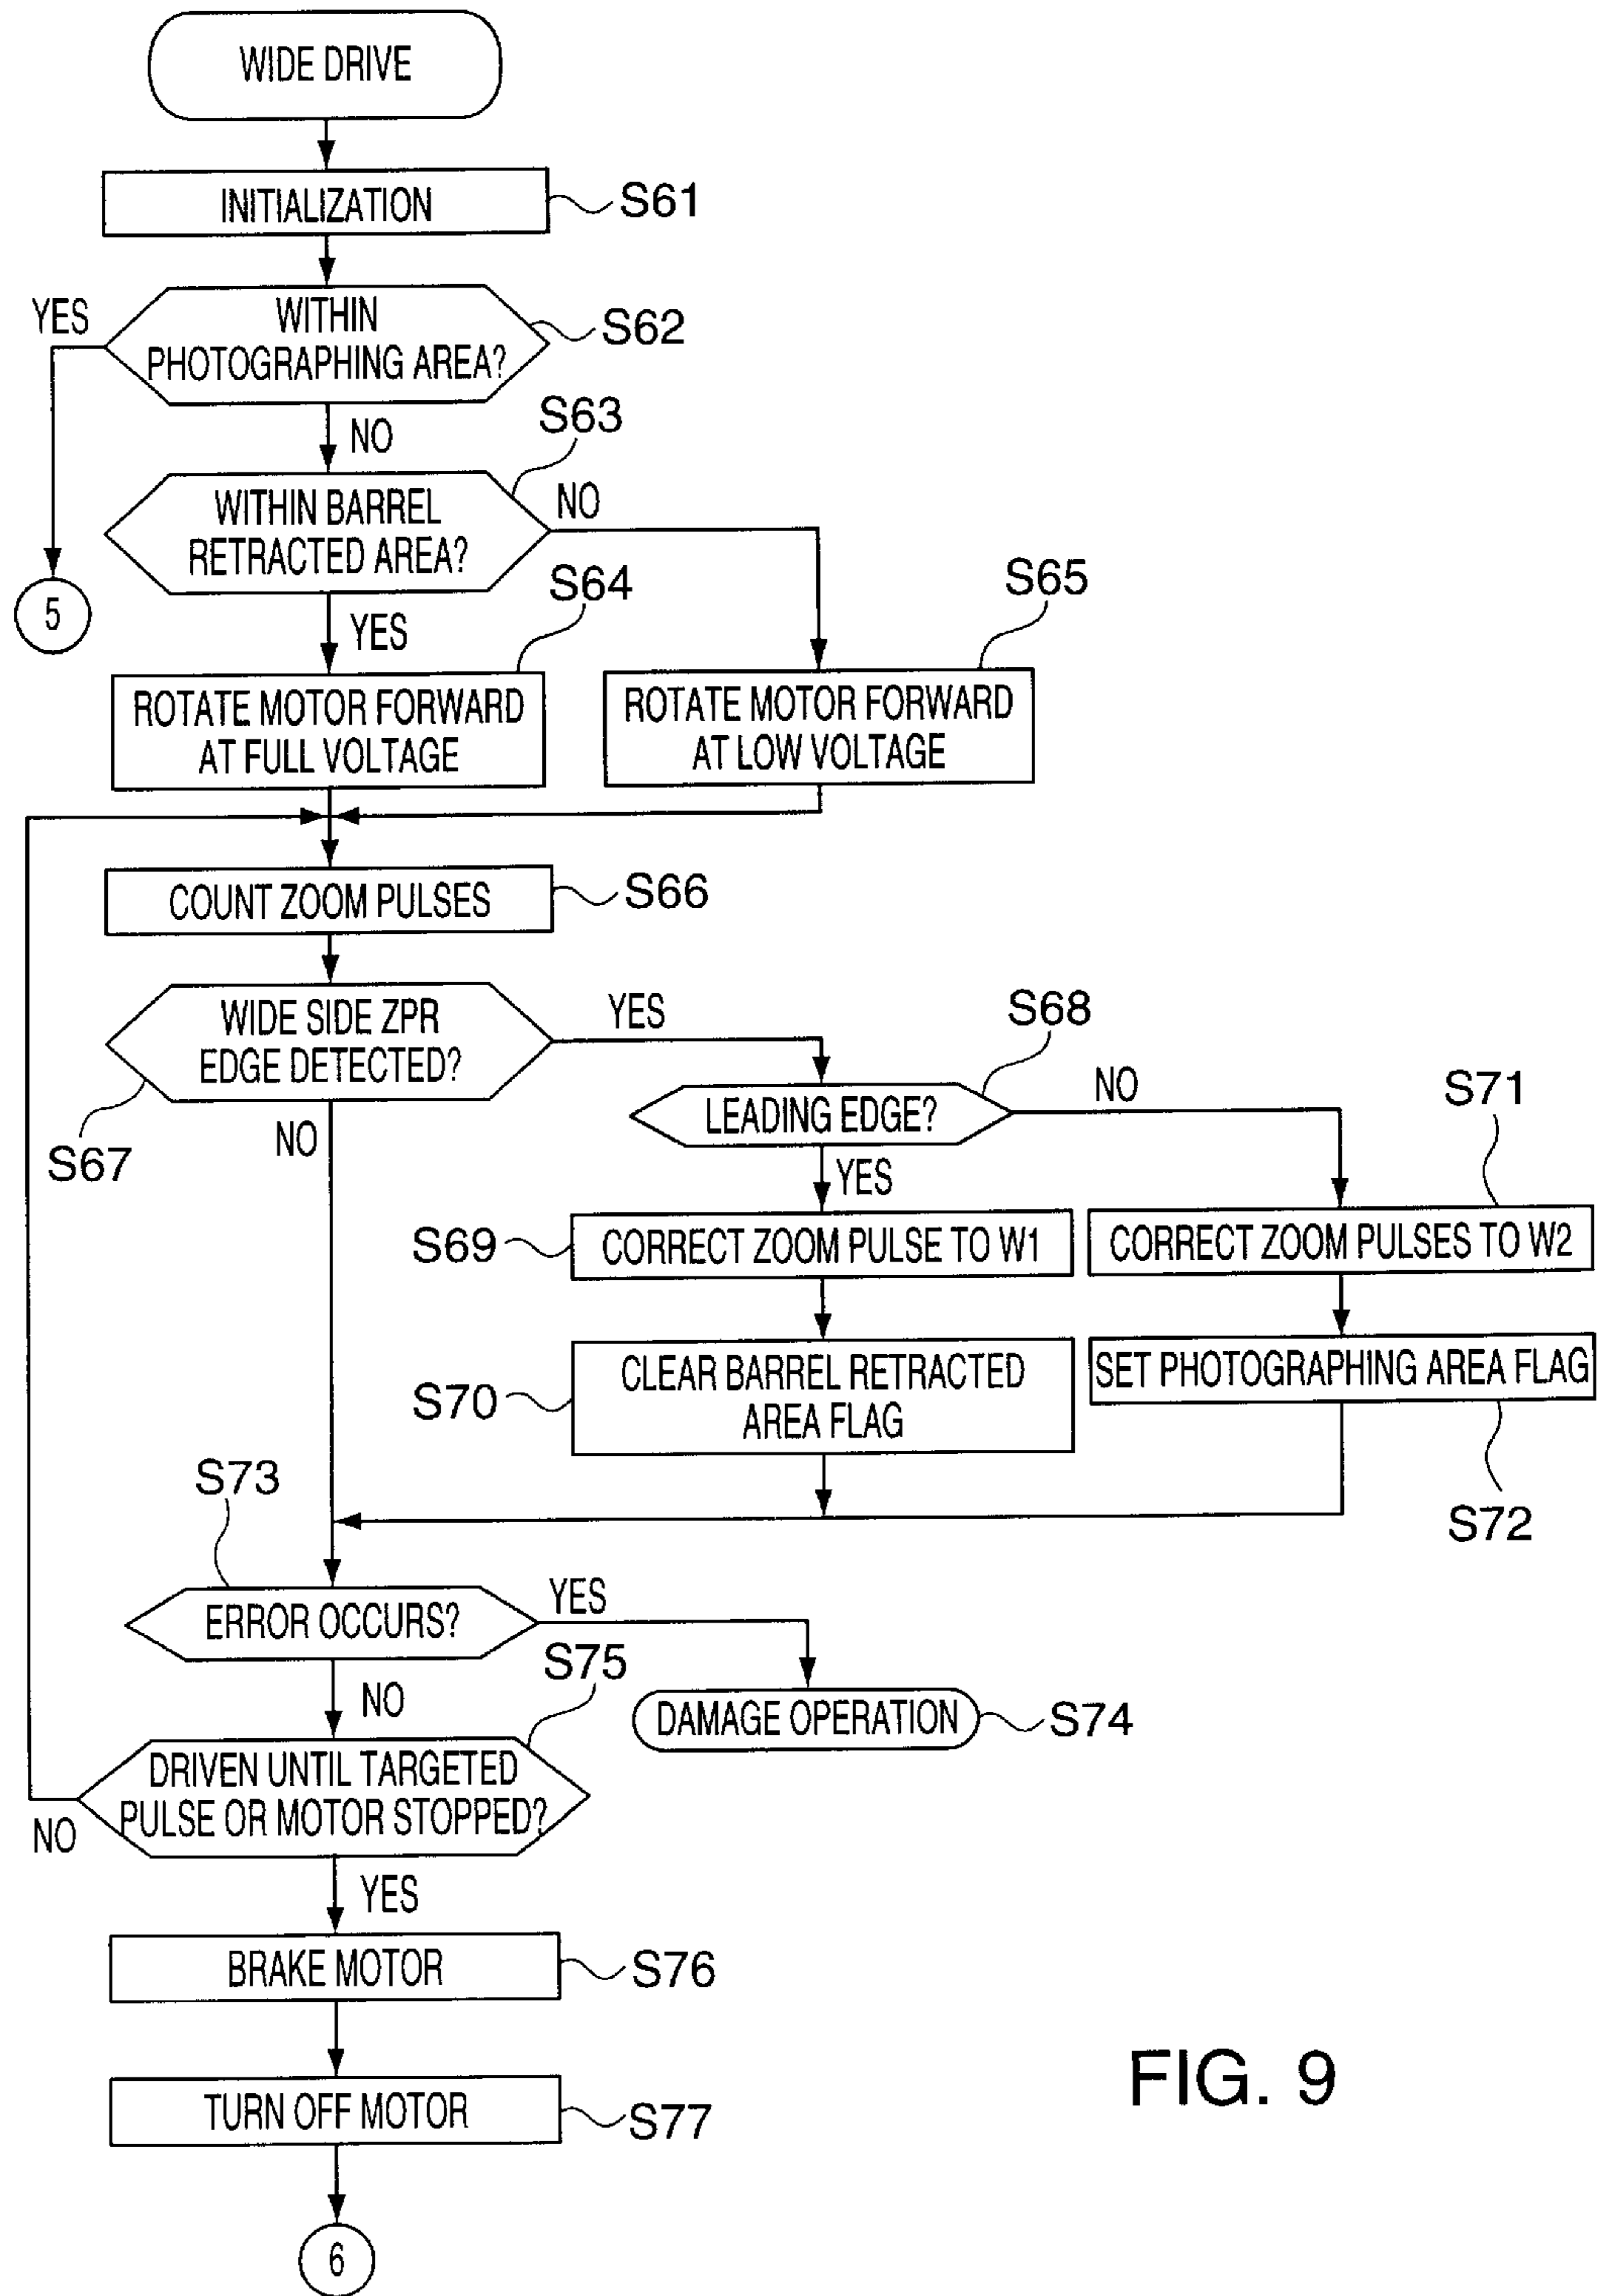 WIDE DRIVE
INITIALIZATION
S61
YES
WITHIN
PHOTOGRAPHING AREA?
S62
NO
S63
WITHIN BARREL
RETRACTED AREA?
NO
5
YES
S64
S65
ROTATE MOTOR FORWARD
AT FULL VOLTAGE
ROTATE MOTOR FORWARD
AT LOW VOLTAGE
COUNT ZOOM PULSES
S66
WIDE SIDE ZPR
EDGE DETECTED?
YES
S67
NO
S68
LEADING EDGE?
NO
S71
YES
S69
CORRECT ZOOM PULSE TO W1
CORRECT ZOOM PULSES TO W2
S70
CLEAR BARREL RETRACTED
AREA FLAG
SET PHOTOGRAPHING AREA FLAG
S72
S73
ERROR OCCURS?
YES
S75
NO
DAMAGE OPERATION
S74
DRIVEN UNTIL TARGETED
PULSE OR MOTOR STOPPED?
NO
YES
BRAKE MOTOR
S76
TURN OFF MOTOR
S77
6
FIG. 9